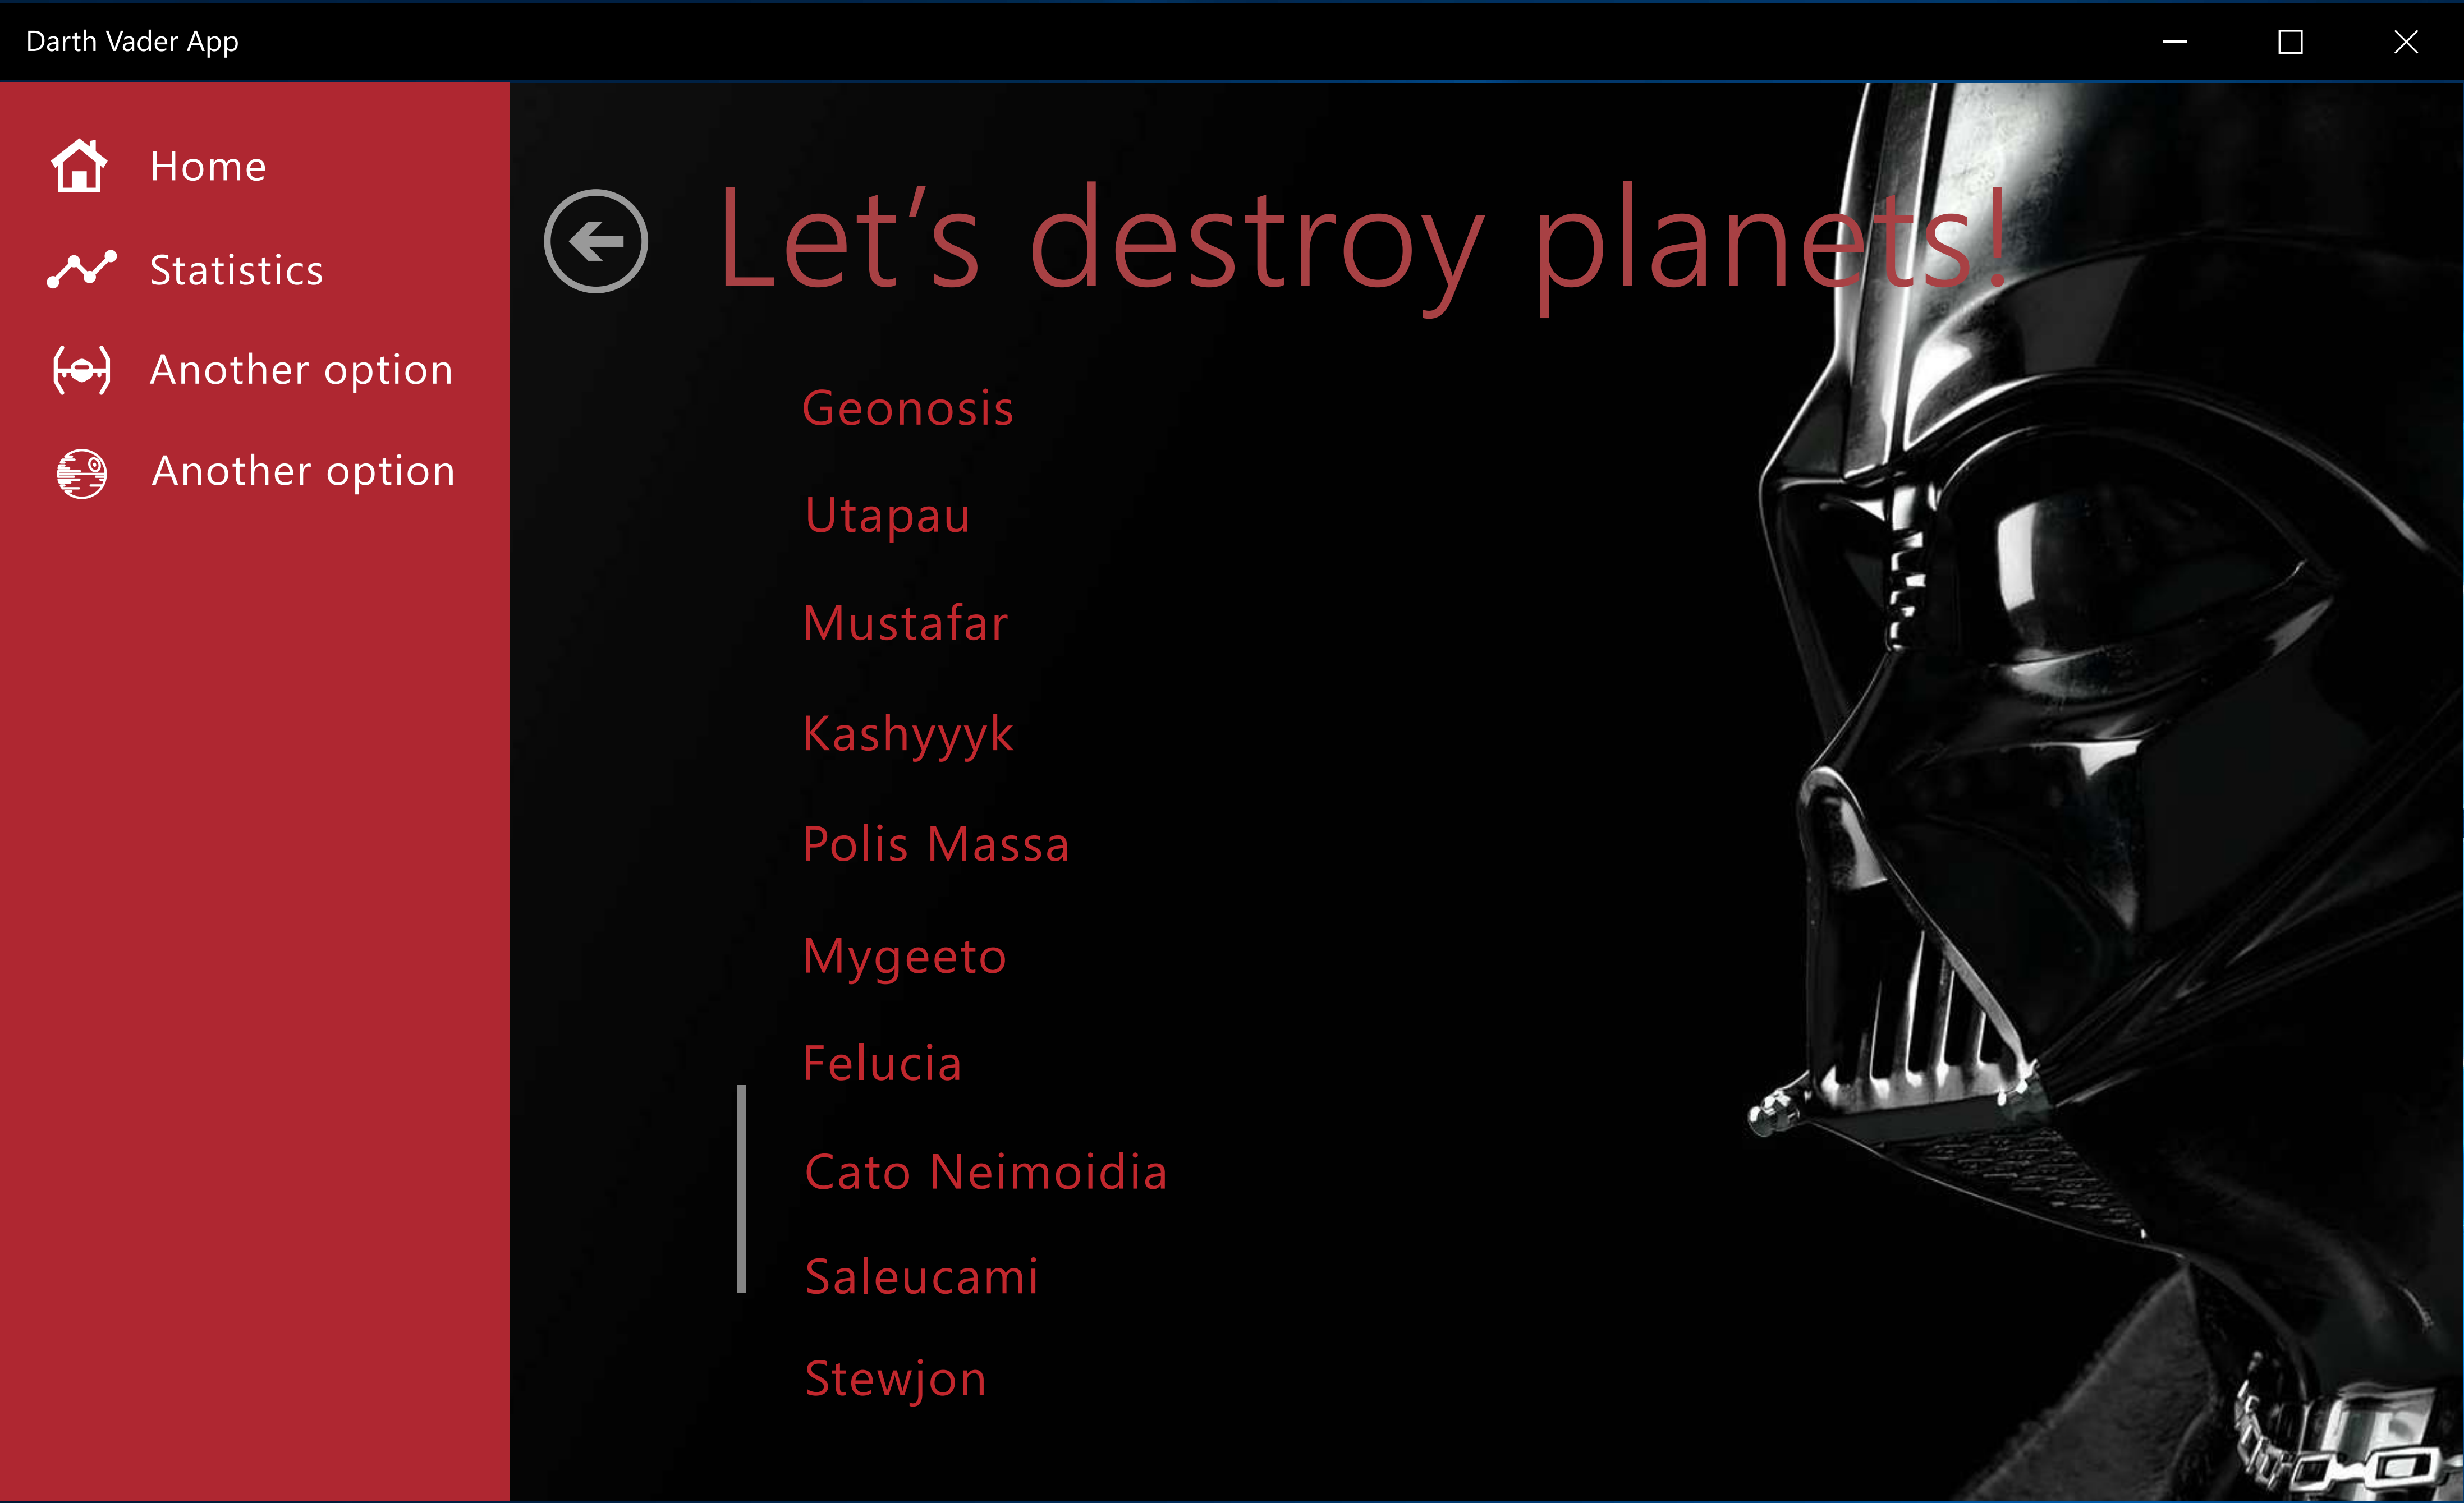 Darth Vader App
Home
Statistics
Another option
Another option
Let’s destroy planets!
Geonosis
Utapau
Mustafar
Kashyyyk
Polis Massa
Mygeeto
Felucia
Cato Neimoidia
Saleucami
Stewjon